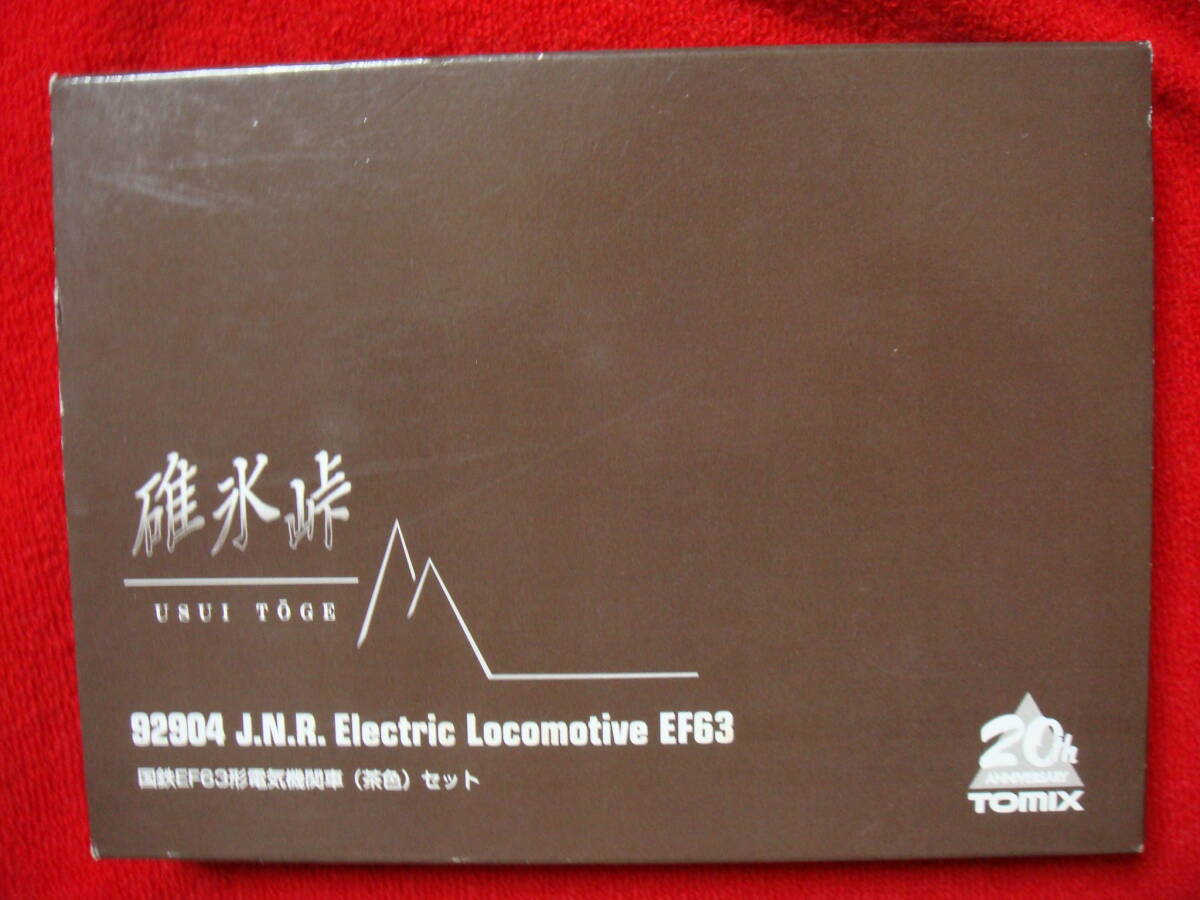 碓氷峠
USUI TŌGE
92904 J.N.R. Electric Locomotive EF63
国鉄EF63形電気機関車（茶色）セット
20th
ANNIVERSARY
TOMIX